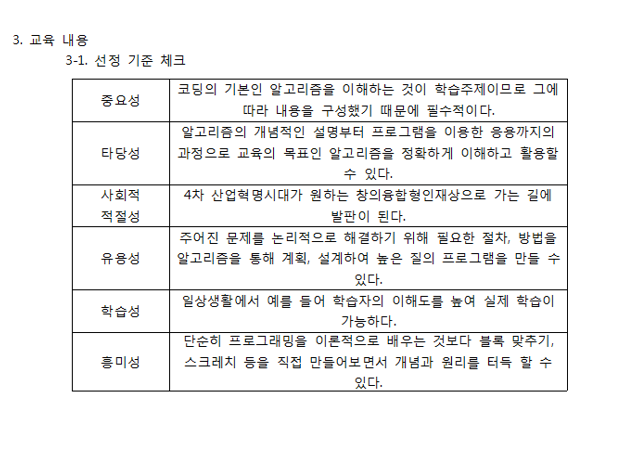 3. 교육 내용
3-1. 선정 기준 체크
중요성
코딩의 기본인 알고리즘을 이해하는 것이 학습주제이므로 그에
따라 내용을 구성했기 때문에 필수적이다.
타당성
알고리즘의 개념적인 설명부터 프로그램을 이용한 응용까지의
과정으로 교육의 목표인 알고리즘을 정확하게 이해하고 활용할
수 있다.
사회적
적절성
4차 산업혁명시대가 원하는 창의융합형인재상으로 가는 길에
발판이 된다.
유용성
주어진 문제를 논리적으로 해결하기 위해 필요한 절차, 방법을
알고리즘을 통해 계획, 설계하여 높은 질의 프로그램을 만들 수
있다.
학습성
일상생활에서 예를 들어 학습자의 이해도를 높여 실제 학습이
가능하다.
흥미성
단순히 프로그래밍을 이론적으로 배우는 것보다 블록 맞추기,
스크레치 등을 직접 만들어보면서 개념과 원리를 터득 할 수
있다.